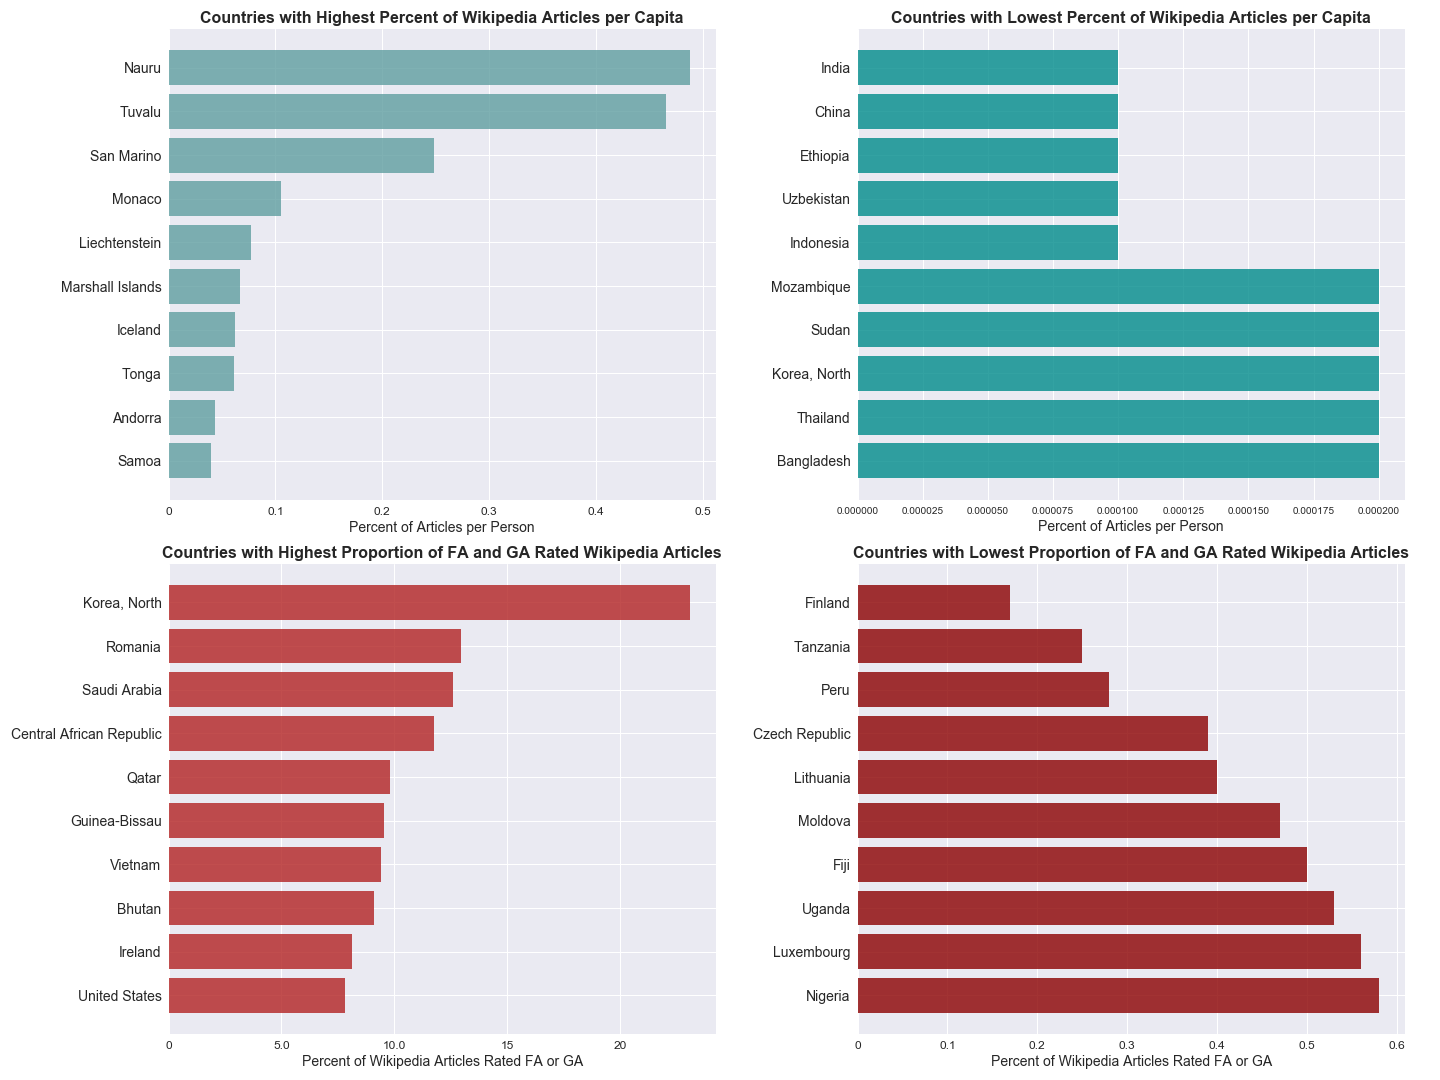 Countries with Highest Percent of Wikipedia Articles per Capita
Nauru
Tuvalu
San Marino
Monaco
Liechtenstein
Marshall Islands
Iceland
Tonga
Andorra
Samoa
0 0.1 0.2 0.3 0.4 0.5
Percent of Articles per Person
Countries with Lowest Percent of Wikipedia Articles per Capita
India
China
Ethiopia
Uzbekistan
Indonesia
Mozambique
Sudan
Korea, North
Thailand
Bangladesh
0.000000 0.000025 0.000050 0.000075 0.000100 0.000125 0.000150 0.000175 0.000200
Percent of Articles per Person
Countries with Highest Proportion of FA and GA Rated Wikipedia Articles
Korea, North
Romania
Saudi Arabia
Central African Republic
Qatar
Guinea-Bissau
Vietnam
Bhutan
Ireland
United States
0 5.0 10.0 15 20
Percent of Wikipedia Articles Rated FA or GA
Countries with Lowest Proportion of FA and GA Rated Wikipedia Articles
Finland
Tanzania
Peru
Czech Republic
Lithuania
Moldova
Fiji
Uganda
Luxembourg
Nigeria
0 0.1 0.2 0.3 0.4 0.5 0.6
Percent of Wikipedia Articles Rated FA or GA